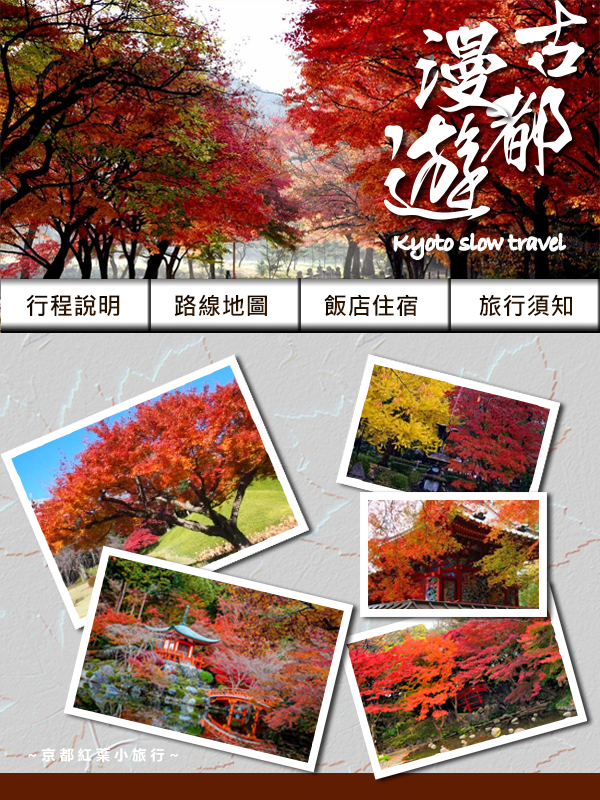 古都
漫遊
Kyoto slow travel
行程說明
路線地圖
飯店住宿
旅行須知
~京都紅葉小旅行~